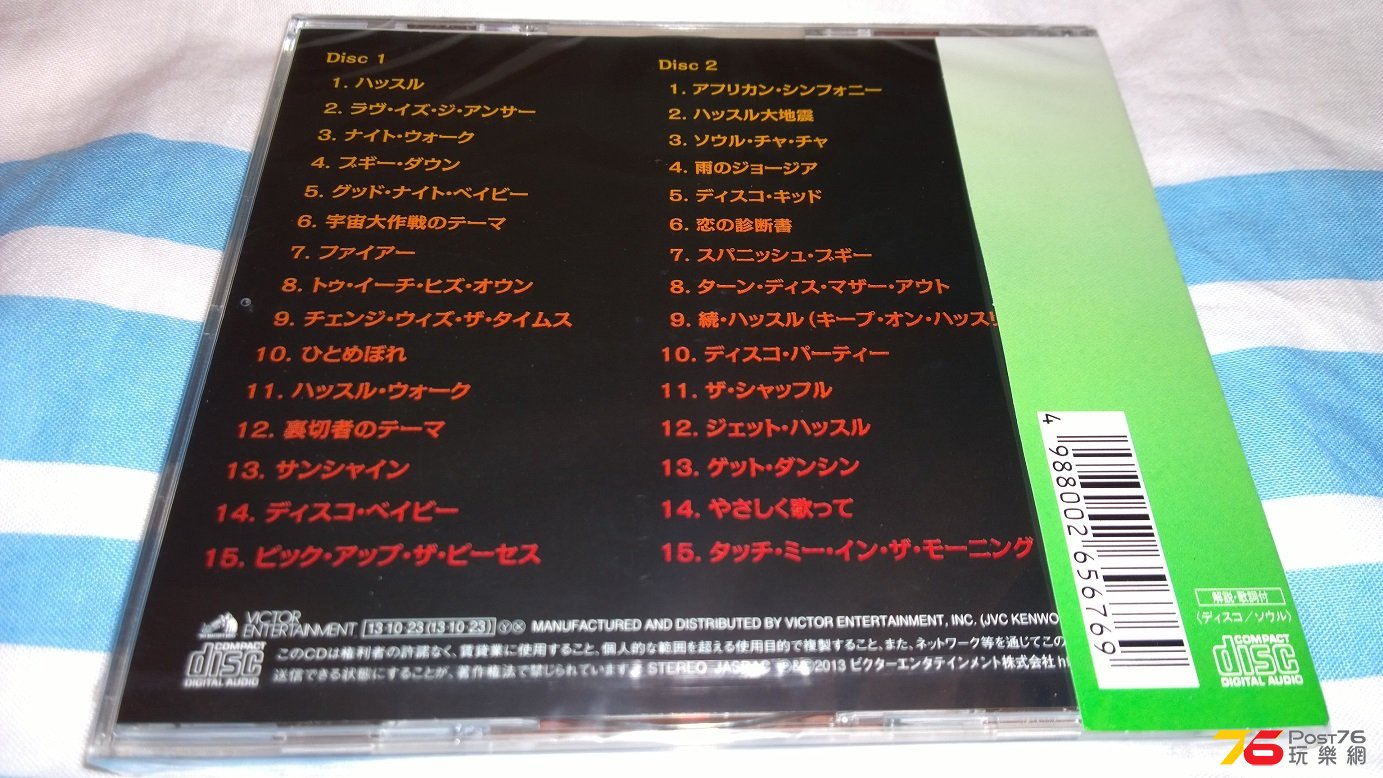 Disc 1
1. ハッスル
2. ラヴ・イズ・ジ・アンサー
3. ナイト・ウォーク
4. ブギー・ダウン
5. グッド・ナイト・ベイビー
6. 宇宙大作戦のテーマ
7. ファイアー
8. トゥ・イーチ・ヒズ・オウン
9. チェンジ・ウィズ・ザ・タイムス
10. ひとめぼれ
11. ハッスル・ウォーク
12. 裏切者のテーマ
13. サンシャイン
14. ディスコ・ベイビー
15. ピック・アップ・ザ・ピーセス
Disc 2
1. アフリカン・シンフォニー
2. ハッスル大地震
3. ソウル・チャ・チャ
4. 雨のジョージア
5. ディスコ・キッド
6. 恋の診断書
7. スパニッシュ・ブギー
8. ターン・ディス・マザー・アウト
9. 続・ハッスル(キープ・オン・ハッス
10. ディスコ・パーティー
11. ザ・シャッフル
12. ジェット・ハッスル
13. ゲット・ダンシン
14. やさしく歌って
15. タッチ・ミー・イン・ザ・モーニング
VICTOR
ENTERTAINMENT
13・10・23 (13・10・23) Ⓨ Ⓧ MANUFACTURED AND DISTRIBUTED BY VICTOR ENTERTAINMENT, INC. (JVC KENWO
COMPACT
disc
DIGITAL AUDIO
このCDは権利者の許諾なく、賃貸業に使用すること、個人的な範囲を超える使用目的で複製すること、また、ネットワーク等を通じてこの
送信できる状態にすることが、著作権法で禁じられています。 STEREO JASRAC Ⓟ&©2013 ビクターエンタテインメント株式会社
4 988002 656769
解説・歌詞付
〈ディスコ/ソウル〉
COMPACT
disc
DIGITAL AUDIO
76 POST76
玩樂網